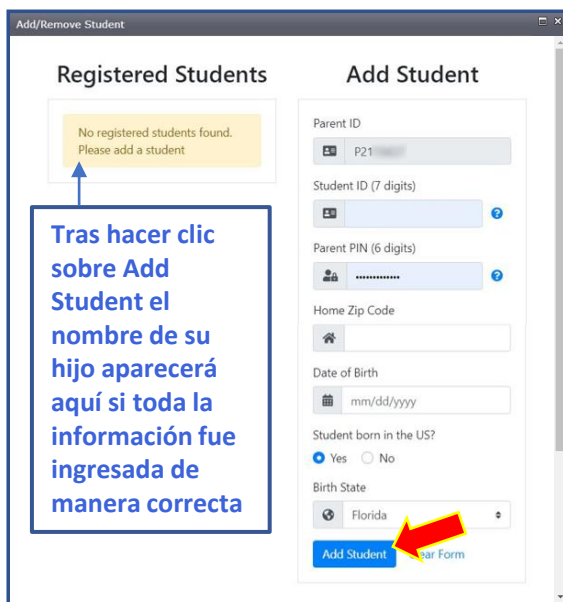 Add/Remove Student
Registered Students
No registered students found.
Please add a student
Tras hacer clic
sobre Add
Student el
nombre de su
hijo aparecerá
aquí si toda la
información fue
ingresada de
manera correcta
Add Student
Parent ID
P21
Student ID (7 digits)
Parent PIN (6 digits)
Home Zip Code
Date of Birth
mm/dd/yyyy
Student born in the US?
Yes No
Birth State
Florida
Add Student Form